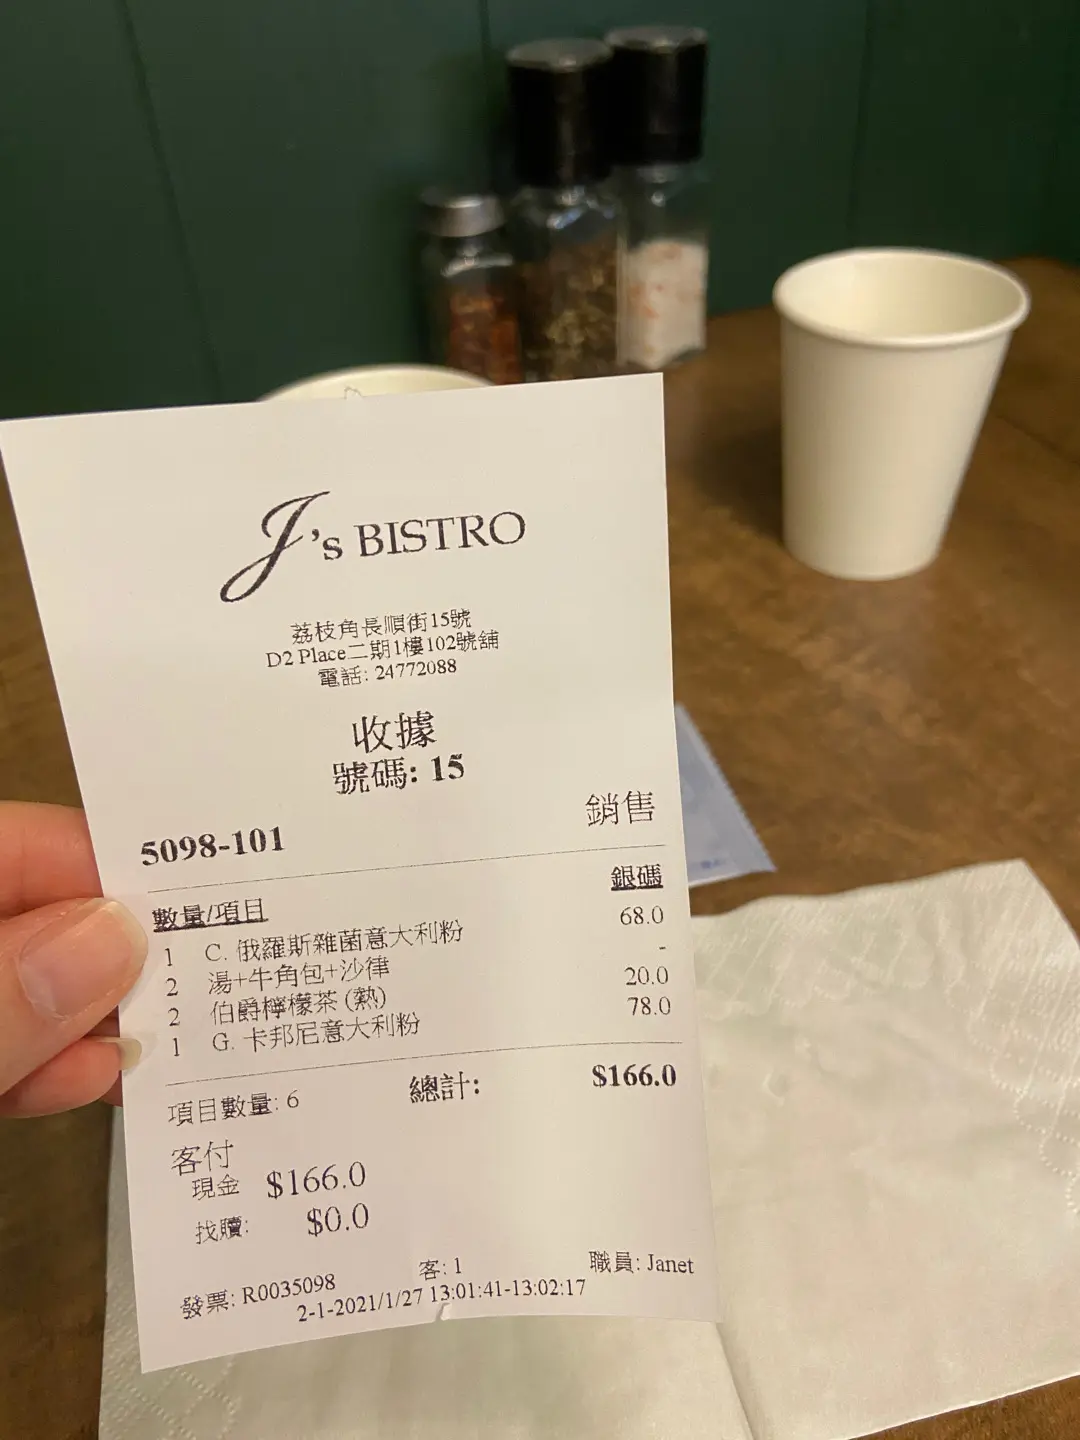 J's BISTRO
荔枝角長順街15號
D2 Place二期1樓102號舖
電話: 24772088
收據
號碼: 15
5098-101 銷售
數量/項目 銀碼
1 C. 俄羅斯雜菌意大利粉 68.0
2 湯+牛角包+沙律 -
2 伯爵檸檬茶 (熱) 20.0
1 G. 卡邦尼意大利粉 78.0
項目數量: 6 總計: $166.0
客付
現金 $166.0
找贖: $0.0
發票: R0035098 客: 1 職員: Janet
2-1-2021/1/27 13:01:41-13:02:17